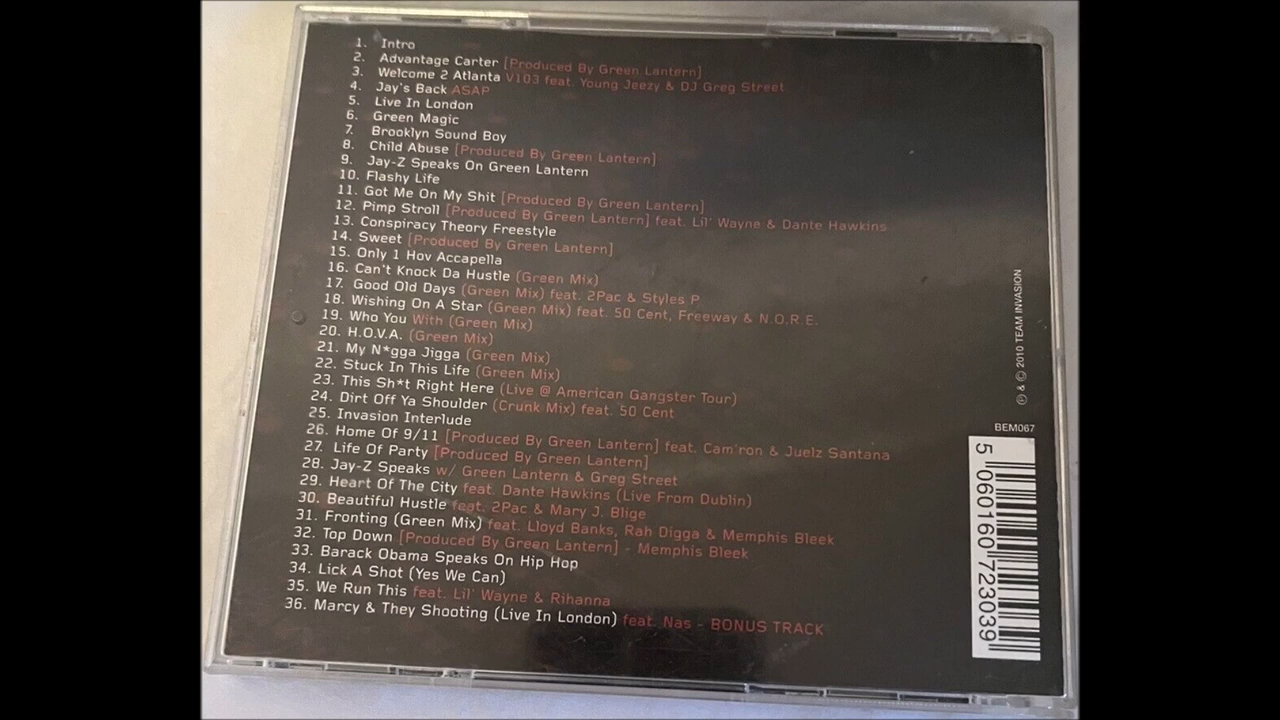 1. Intro
2. Advantage Carter [Produced By Green Lantern]
3. Welcome 2 Atlanta V103 feat. Young Jeezy & DJ Greg Street
4. Jay's Back ASAP
5. Live In London
6. Green Magic
7. Brooklyn Sound Boy
8. Child Abuse [Produced By Green Lantern]
9. Jay-Z Speaks On Green Lantern
10. Flashy Life
11. Got Me On My Shit [Produced By Green Lantern]
12. Pimp Stroll [Produced By Green Lantern] feat. Lil' Wayne & Dante Hawkins
13. Conspiracy Theory Freestyle
14. Sweet [Produced By Green Lantern]
15. Only 1 Hov Accapella
16. Can't Knock Da Hustle (Green Mix)
17. Good Old Days (Green Mix) feat. 2Pac & Styles P
18. Wishing On A Star (Green Mix) feat. 50 Cent, Freeway & N.O.R.E.
19. Who You With (Green Mix)
20. H.O.V.A. (Green Mix)
21. My N*gga Jigga (Green Mix)
22. Stuck In This Life (Green Mix)
23. This Sh*t Right Here (Live @ American Gangster Tour)
24. Dirt Off Ya Shoulder (Crunk Mix) feat. 50 Cent
25. Invasion Interlude
26. Home Of 9/11 [Produced By Green Lantern] feat. Cam'ron & Juelz Santana
27. Life Of Party [Produced By Green Lantern]
28. Jay-Z Speaks w/ Green Lantern & Greg Street
29. Heart Of The City feat. Dante Hawkins (Live From Dublin)
30. Beautiful Hustle feat. 2Pac & Mary J. Blige
31. Fronting (Green Mix) feat. Lloyd Banks, Rah Digga & Memphis Bleek
32. Top Down [Produced By Green Lantern] - Memphis Bleek
33. Barack Obama Speaks On Hip Hop
34. Lick A Shot (Yes We Can)
35. We Run This feat. Lil' Wayne & Rihanna
36. Marcy & They Shooting (Live In London) feat. Nas - BONUS TRACK
℗ & © 2010 TEAM INVASION
BEM067
5 060160 723039